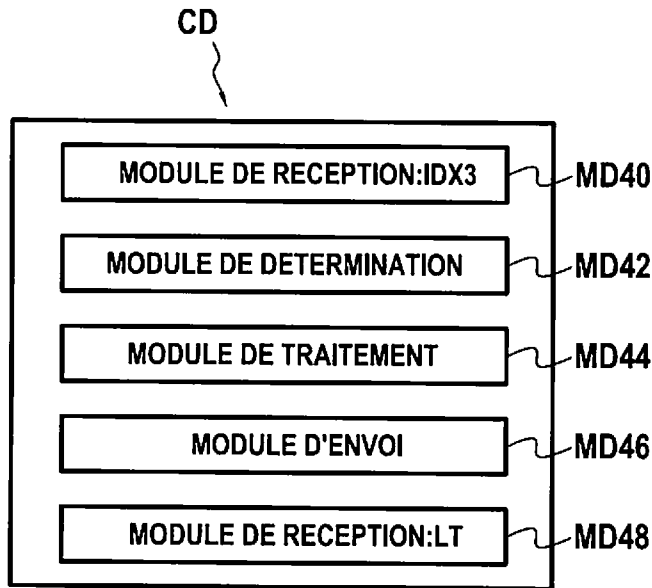 CD
MODULE DE RECEPTION:IDX3 MD40
MODULE DE DETERMINATION MD42
MODULE DE TRAITEMENT MD44
MODULE D'ENVOI MD46
MODULE DE RECEPTION:LT MD48